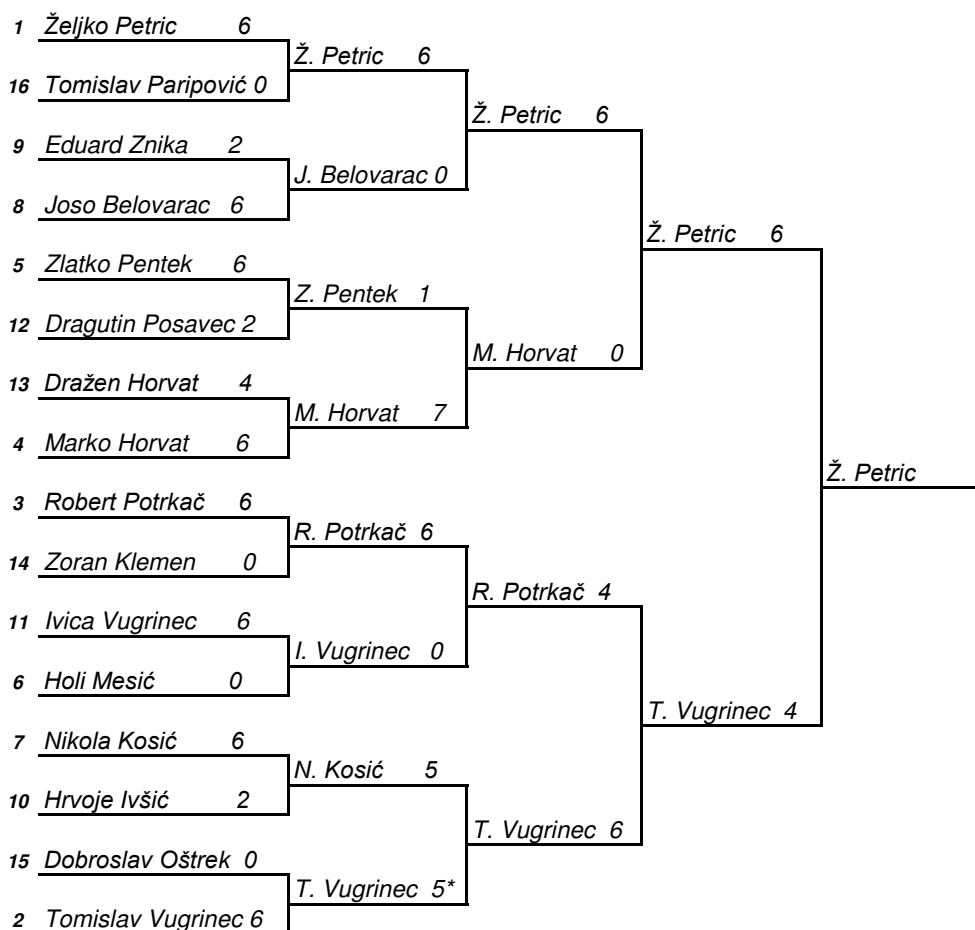 1 Željko Petric 6
Ž. Petric 6
16 Tomislav Paripović 0
Ž. Petric 6
9 Eduard Znika 2
J. Belovarac 0
8 Joso Belovarac 6
Ž. Petric 6
5 Zlatko Pentek 6
Z. Pentek 1
12 Dragutin Posavec 2
M. Horvat 0
13 Dražen Horvat 4
M. Horvat 7
4 Marko Horvat 6
Ž. Petric
3 Robert Potrkač 6
R. Potrkač 6
14 Zoran Klemen 0
R. Potrkač 4
11 Ivica Vugrinec 6
I. Vugrinec 0
6 Holi Mesić 0
T. Vugrinec 4
7 Nikola Kosić 6
N. Kosić 5
10 Hrvoje Ivšić 2
T. Vugrinec 6
15 Dobroslav Oštrek 0
T. Vugrinec 5*
2 Tomislav Vugrinec 6